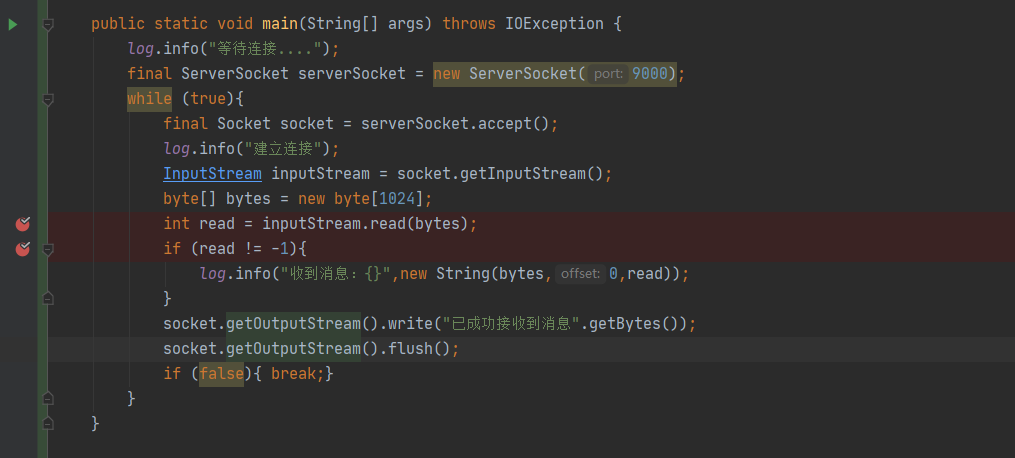 public static void main(String[] args) throws IOException {
log.info("等待连接....");
final ServerSocket serverSocket = new ServerSocket( port: 9000);
while (true){
final Socket socket = serverSocket.accept();
log.info("建立连接");
InputStream inputStream = socket.getInputStream();
byte[] bytes = new byte[1024];
int read = inputStream.read(bytes);
if (read != -1){
log.info("收到消息：{}",new String(bytes, offset: 0,read));
}
socket.getOutputStream().write("已成功接收到消息".getBytes());
socket.getOutputStream().flush();
if (false){ break;}
}
}